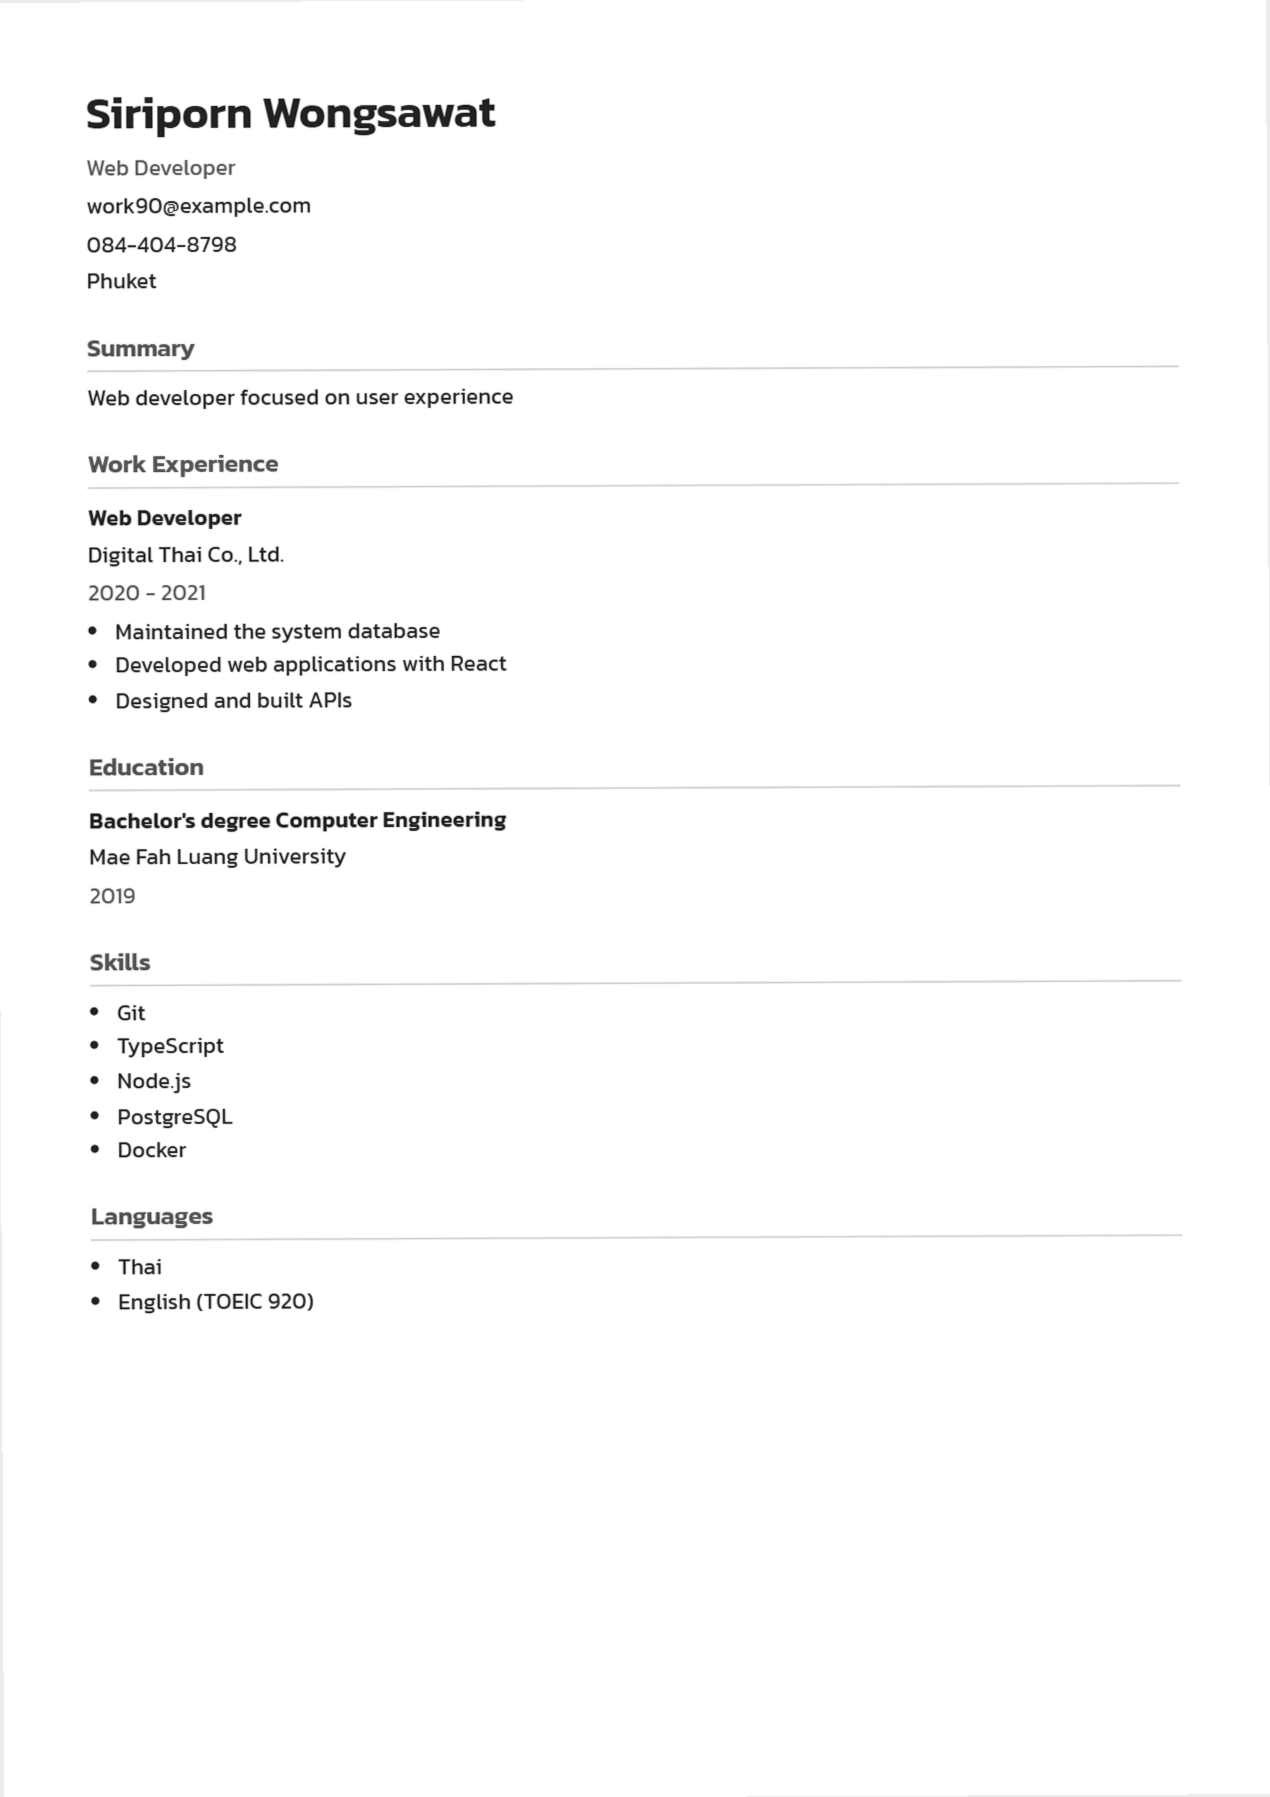 Siriporn Wongsawat
Web Developer
work90@example.com
084-404-8798
Phuket
Summary
Web developer focused on user experience
Work Experience
Web Developer
Digital Thai Co., Ltd.
2020 - 2021
• Maintained the system database
• Developed web applications with React
• Designed and built APIs
Education
Bachelor's degree Computer Engineering
Mae Fah Luang University
2019
Skills
• Git
• TypeScript
• Node.js
• PostgreSQL
• Docker
Languages
• Thai
• English (TOEIC 920)